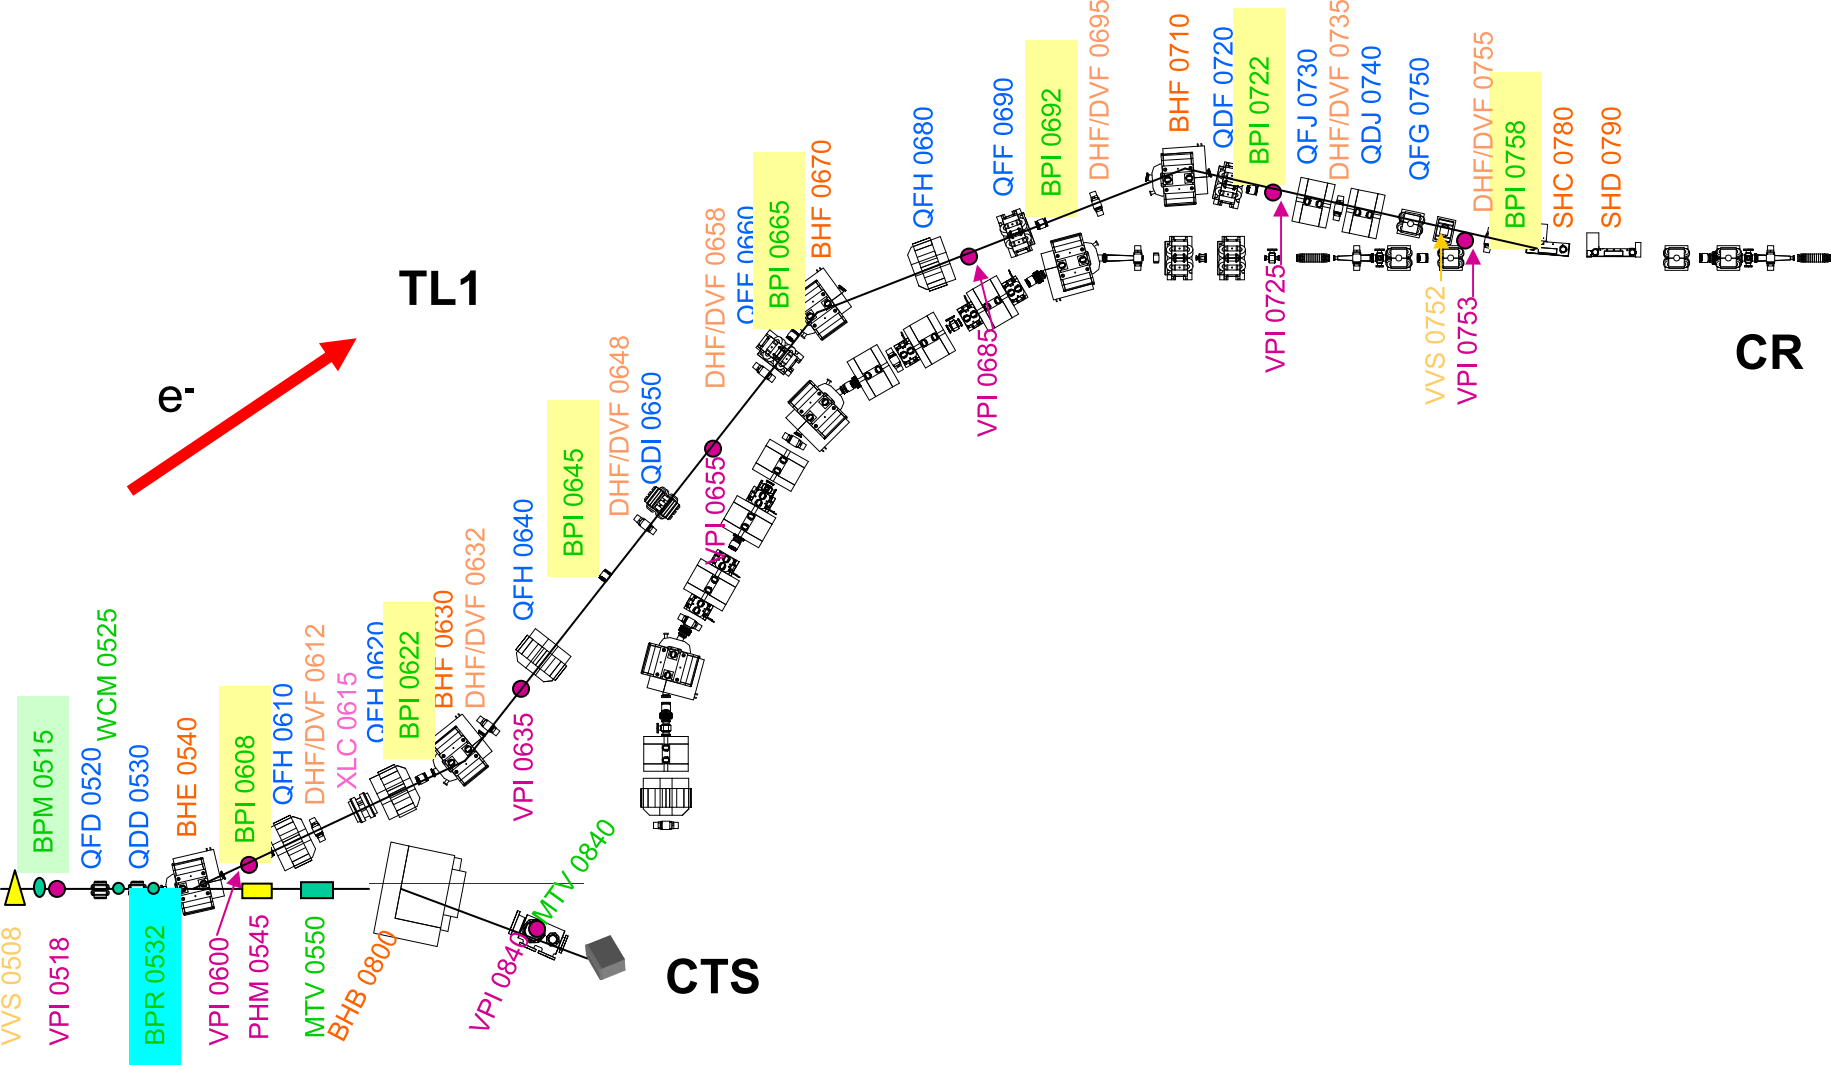 TL1
e-
CR
CTS
VVS 0508
BPM 0515
VPI 0518
QFD 0520
WCM 0525
QDD 0530
BPR 0532
BHE 0540
VPI 0600
PHM 0545
MTV 0550
BHB 0800
VPI 0840
MTV 0840
BPI 0608
QFH 0610
DHF/DVF 0612
XLC 0615
QFH 0620
BPI 0622
BHF 0630
DHF/DVF 0632
VPI 0635
QFH 0640
BPI 0645
DHF/DVF 0648
QDI 0650
VPI 0655
DHF/DVF 0658
QFF 0660
BPI 0665
BHF 0670
QFH 0680
VPI 0685
QFF 0690
BPI 0692
DHF/DVF 0695
BHF 0710
QDF 0720
BPI 0722
VPI 0725
QFJ 0730
DHF/DVF 0735
QDJ 0740
QFG 0750
VVS 0752
VPI 0753
DHF/DVF 0755
BPI 0758
SHC 0780
SHD 0790